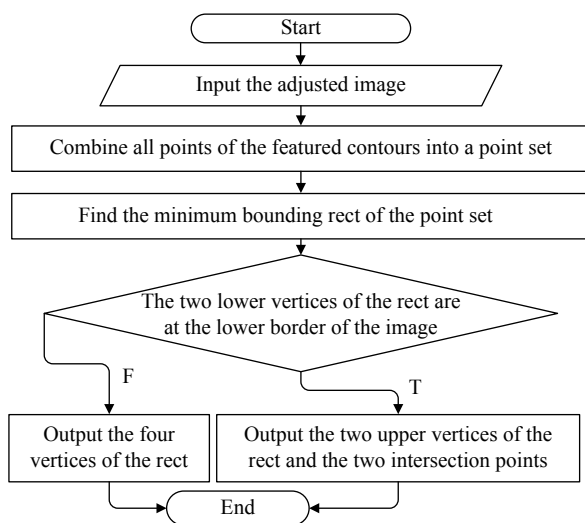 Start
Input the adjusted image
Combine all points of the featured contours into a point set
Find the minimum bounding rect of the point set
The two lower vertices of the rect are
at the lower border of the image
F
T
Output the four
vertices of the rect
Output the two upper vertices of the
rect and the two intersection points
End